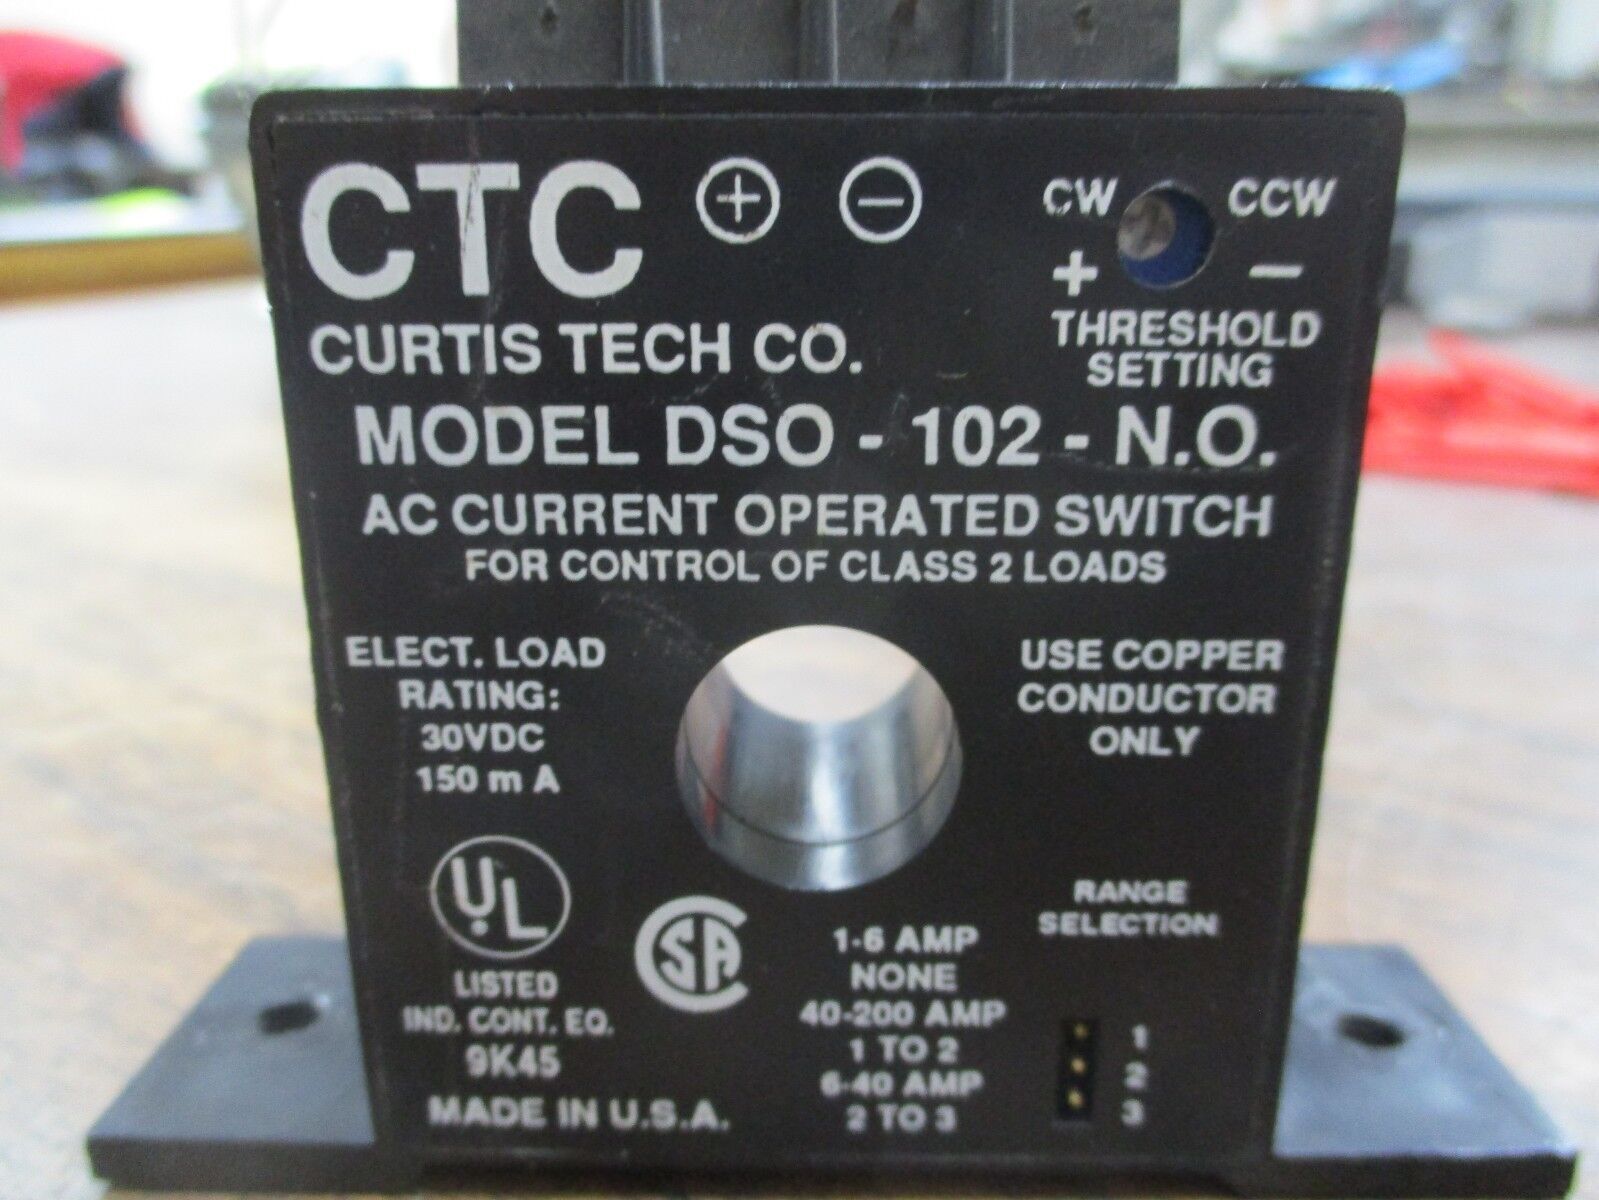 CTC + -
CW CCW
+ -
THRESHOLD
SETTING
CURTIS TECH CO.
MODEL DSO - 102 - N.O.
AC CURRENT OPERATED SWITCH
FOR CONTROL OF CLASS 2 LOADS
ELECT. LOAD
RATING:
30VDC
150 m A
USE COPPER
CONDUCTOR
ONLY
UL
LISTED
IND. CONT. EQ.
9K45
MADE IN U.S.A.
CSA
1-6 AMP
NONE
40-200 AMP
1 TO 2
6-40 AMP
2 TO 3
RANGE
SELECTION
1
2
3